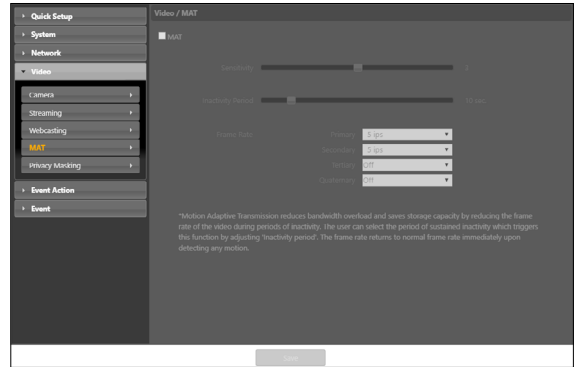 Quick Setup
System
Network
Video
Camera
Streaming
Webcasting
MAT
Privacy Masking
Event Action
Event
Video / MAT
MAT
Sensitivity
Inactivity Period
10 sec
Frame Rate
Primary
5 ips
Secondary
5 ips
Tertiary
Off
Quaternary
Off
*Motion Adaptive Transmission reduces bandwidth overload and saves storage capacity by reducing the frame
rate of the video during periods of inactivity. The user can select the period of sustained inactivity which triggers
this function by adjusting 'Inactivity period'. The frame rate returns to normal frame rate immediately upon
detecting any motion.
Save